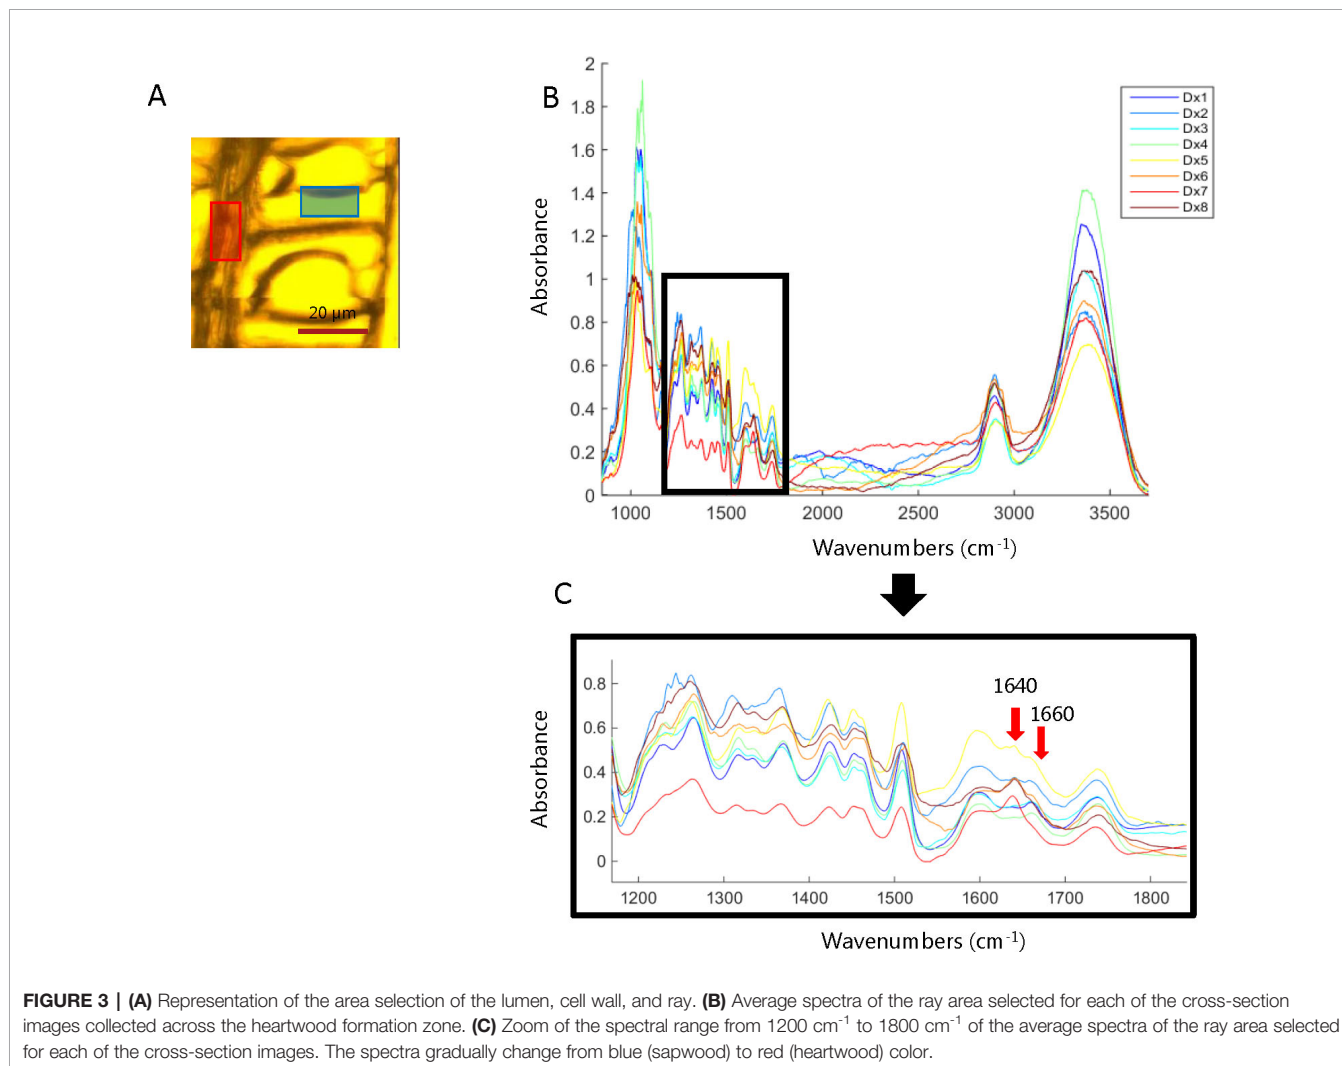 A
20 µm
B
Absorbance
2
1.8
1.6
1.4
1.2
1
0.8
0.6
0.4
0.2
0
1000 1500 2000 2500 3000 3500
Wavenumbers (cm-1)
Dx1
Dx2
Dx3
Dx4
Dx5
Dx6
Dx7
Dx8
C
Absorbance
0.8
0.6
0.4
0.2
0
1640
1660
1200 1300 1400 1500 1600 1700 1800
Wavenumbers (cm-1)
FIGURE 3 | (A) Representation of the area selection of the lumen, cell wall, and ray. (B) Average spectra of the ray area selected for each of the cross-section
images collected across the heartwood formation zone. (C) Zoom of the spectral range from 1200 cm-1 to 1800 cm-1 of the average spectra of the ray area selected
for each of the cross-section images. The spectra gradually change from blue (sapwood) to red (heartwood) color.